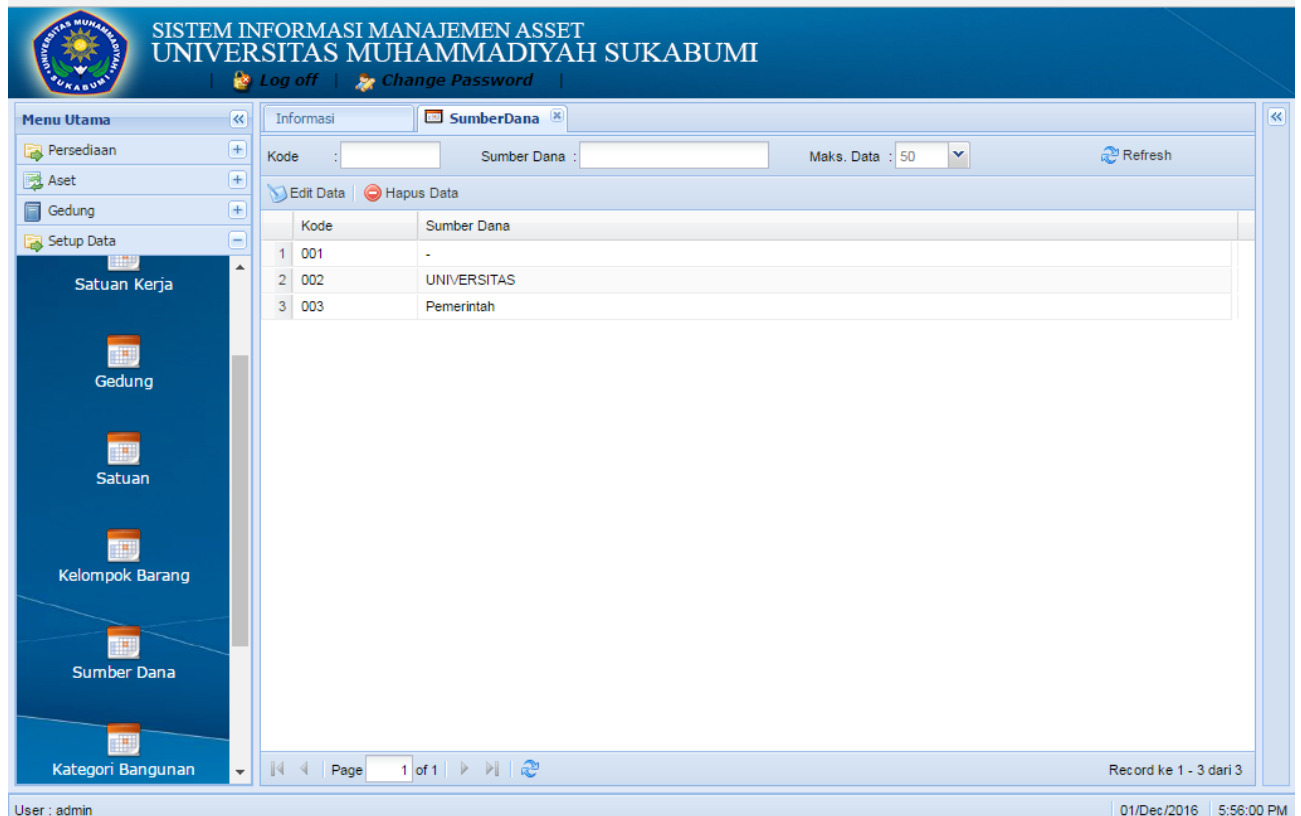 SISTEM INFORMASI MANAJEMEN ASSET
UNIVERSITAS MUHAMMADIYAH SUKABUMI
| Log off | Change Password |
UNIVERSITAS MUHAMMADIYAH
SUKABUMI
Menu Utama
Persediaan
Aset
Gedung
Setup Data
Satuan Kerja
Gedung
Satuan
Kelompok Barang
Sumber Dana
Kategori Bangunan
Informasi SumberDana
Kode : Sumber Dana : Maks. Data : 50 Refresh
Edit Data Hapus Data
Kode Sumber Dana
1 001 -
2 002 UNIVERSITAS
3 003 Pemerintah
Page 1 of 1 Record ke 1 - 3 dari 3
User : admin 01/Dec/2016 5:56:00 PM